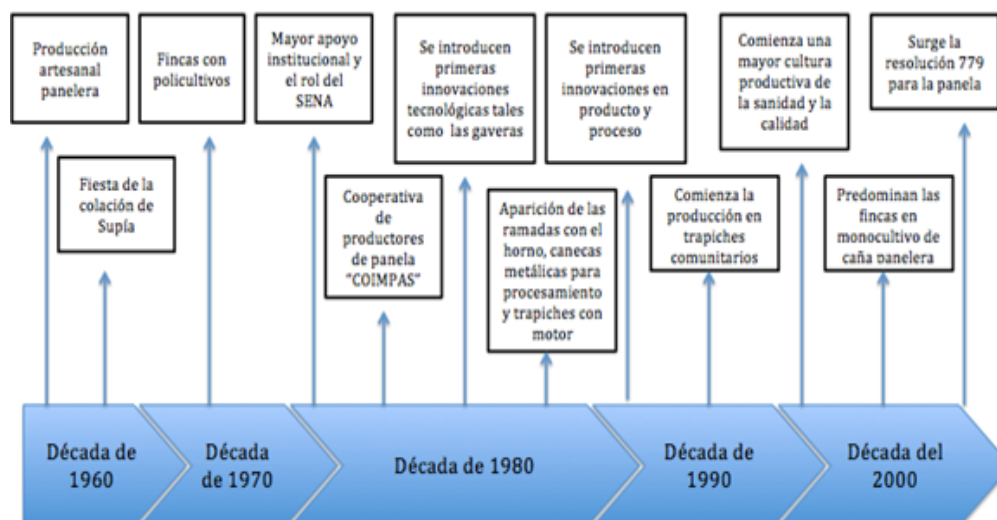 Producción
artesanal
panelera
Fincas con
policultivos
Mayor apoyo
institucional y
el rol del
SENA
Se introducen
primeras
innovaciones
tecnológicas tales
como las gaveras
Se introducen
primeras
innovaciones en
producto y
proceso
Comienza una
mayor cultura
productiva de
la sanidad y la
calidad
Surge la
resolución 779
para la panela
Fiesta de la
colación de
Supía
Cooperativa
de
productores
de panela
"COIMPAS"
Aparición de las
ramadas con el
horno, canecas
metálicas para
procesamiento
y trapiches con
motor
Comienza la
producción en
trapiches
comunitarios
Predominan las
fincas en
monocultivo de
caña panelera
Década de
1960
Década
de 1970
Década de 1980
Década de
1990
Década del
2000